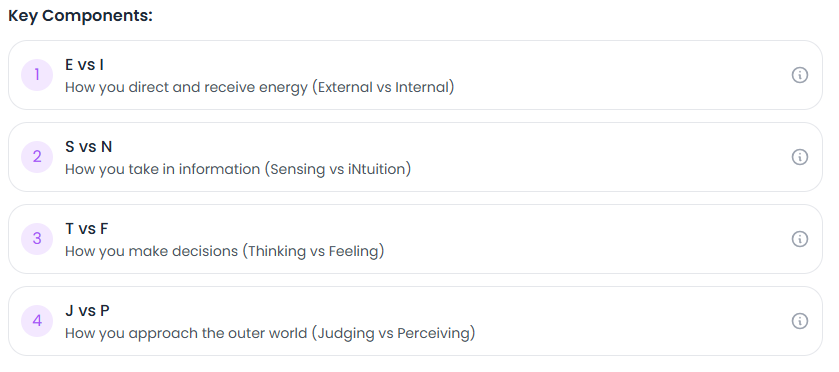 Key Components:
1
E vs I
How you direct and receive energy (External vs Internal)
2
S vs N
How you take in information (Sensing vs iNtuition)
3
T vs F
How you make decisions (Thinking vs Feeling)
4
J vs P
How you approach the outer world (Judging vs Perceiving)